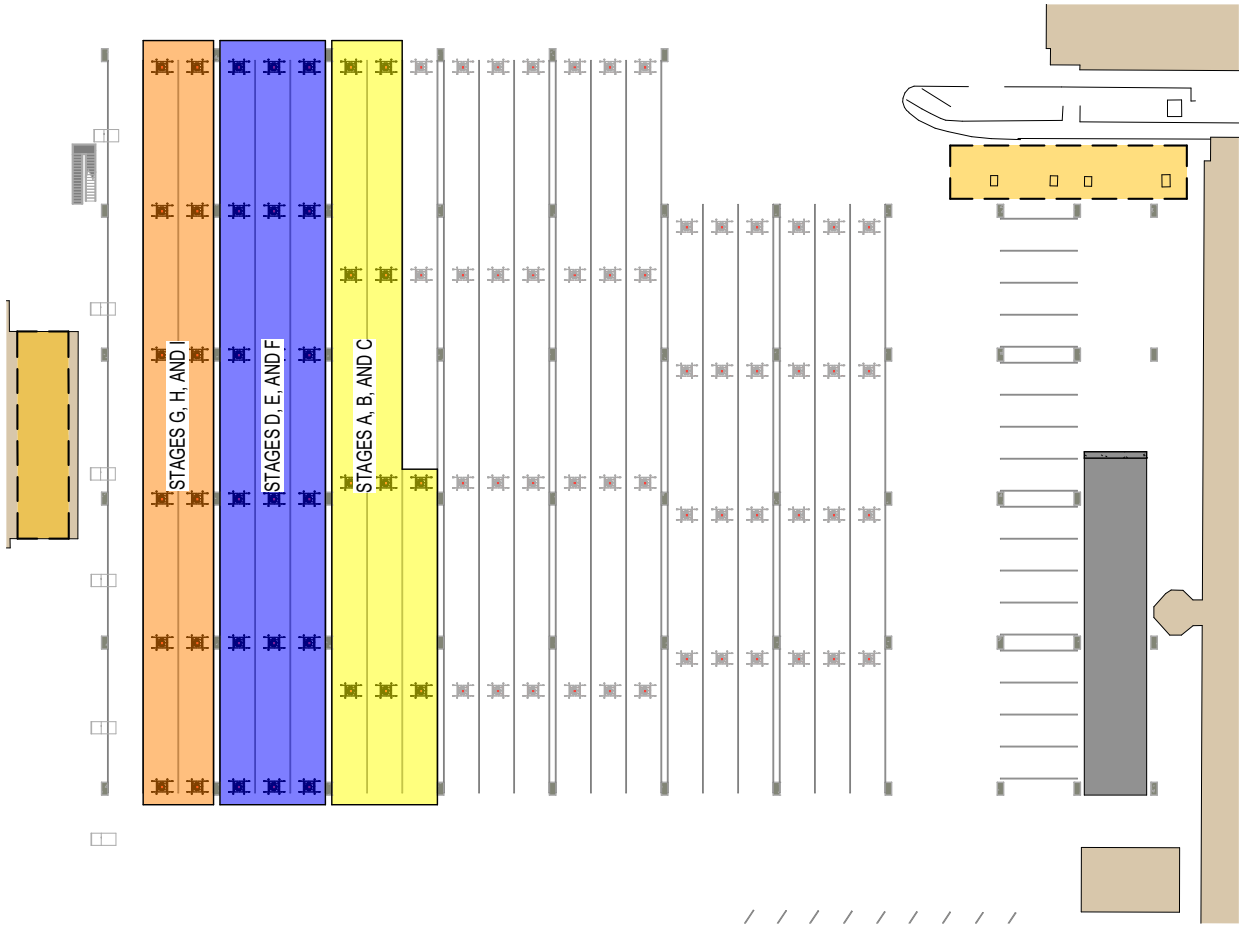 STAGES G, H, AND I
STAGES D, E, AND F
STAGES A, B, AND C